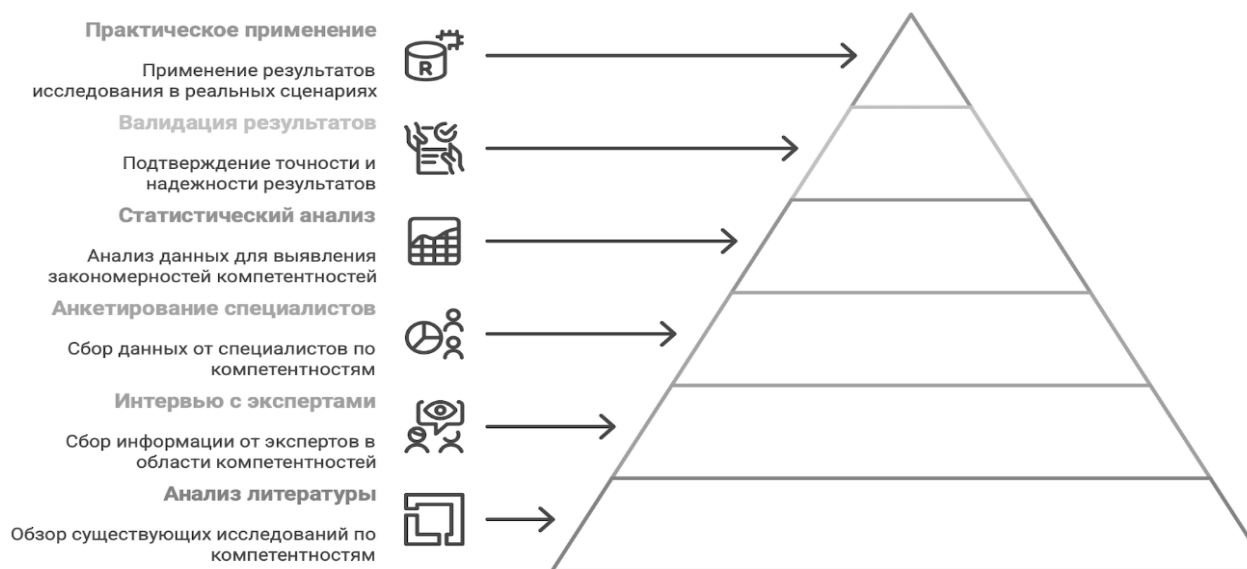 Практическое применение
Применение результатов
исследования в реальных сценариях
Валидация результатов
Подтверждение точности и
надежности результатов
Статистический анализ
Анализ данных для выявления
закономерностей компетентностей
Анкетирование специалистов
Сбор данных от специалистов по
компетентностям
Интервью с экспертами
Сбор информации от экспертов в
области компетентностей
Анализ литературы
Обзор существующих исследований по
компетентностям
R